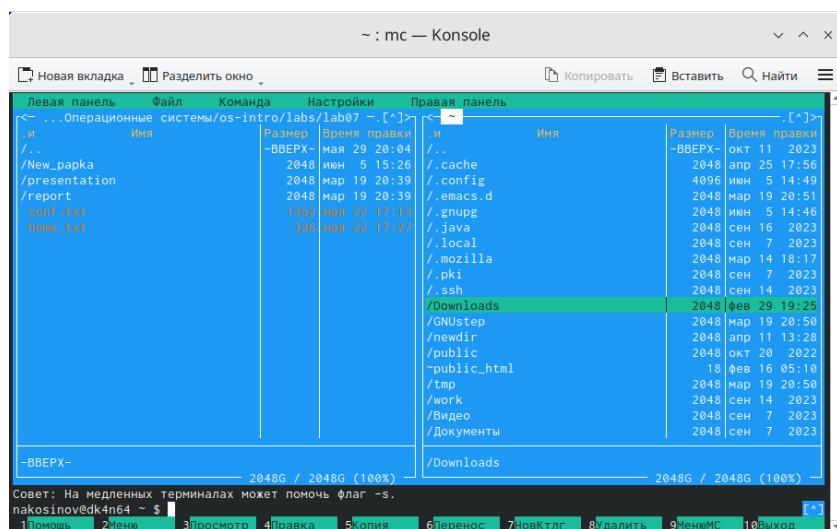 ~ : mc — Konsole
Новая вкладка Разделить окно Копировать Вставить Найти
Левая панель Файл Команда Настройки Правая панель
<─ ...Операционные системы/os-intro/labs/lab07 ─.[^]>
.и Имя Размер Время правки
/.. -ВВЕРХ- мая 29 20:04
/New_papka 2048 июн 5 15:26
/presentation 2048 мар 19 20:39
/report 2048 мар 19 20:39
conf.txt 1352 мая 22 17:13
home.txt 326 мая 22 17:27
-ВВЕРХ-
2048G / 2048G (100%)
<─ ~ .[^]>
.и Имя Размер Время правки
/.. -ВВЕРХ- окт 11 2023
/.cache 2048 апр 25 17:56
/.config 4096 июн 5 14:49
/.emacs.d 2048 мар 19 20:51
/.gnupg 2048 июн 5 14:46
/.java 2048 сен 16 2023
/.local 2048 сен 7 2023
/.mozilla 2048 мар 14 18:17
/.pki 2048 сен 7 2023
/.ssh 2048 сен 14 2023
/Downloads 2048 фев 29 19:25
/GNUstep 2048 мар 19 20:50
/newdir 2048 апр 11 13:28
/public 2048 окт 20 2022
~public_html 18 фев 16 05:10
/tmp 2048 мар 19 20:50
/work 2048 сен 14 2023
/Видео 2048 сен 7 2023
/Документы 2048 сен 7 2023
/Downloads
2048G / 2048G (100%)
Совет: На медленных терминалах может помочь флаг -s.
nakosinov@dk4n64 ~ $ [^]
1Помощь 2Меню 3Просмотр 4Правка 5Копия 6Перенос 7НовКтлг 8Удалить 9МенюMC 10Выход